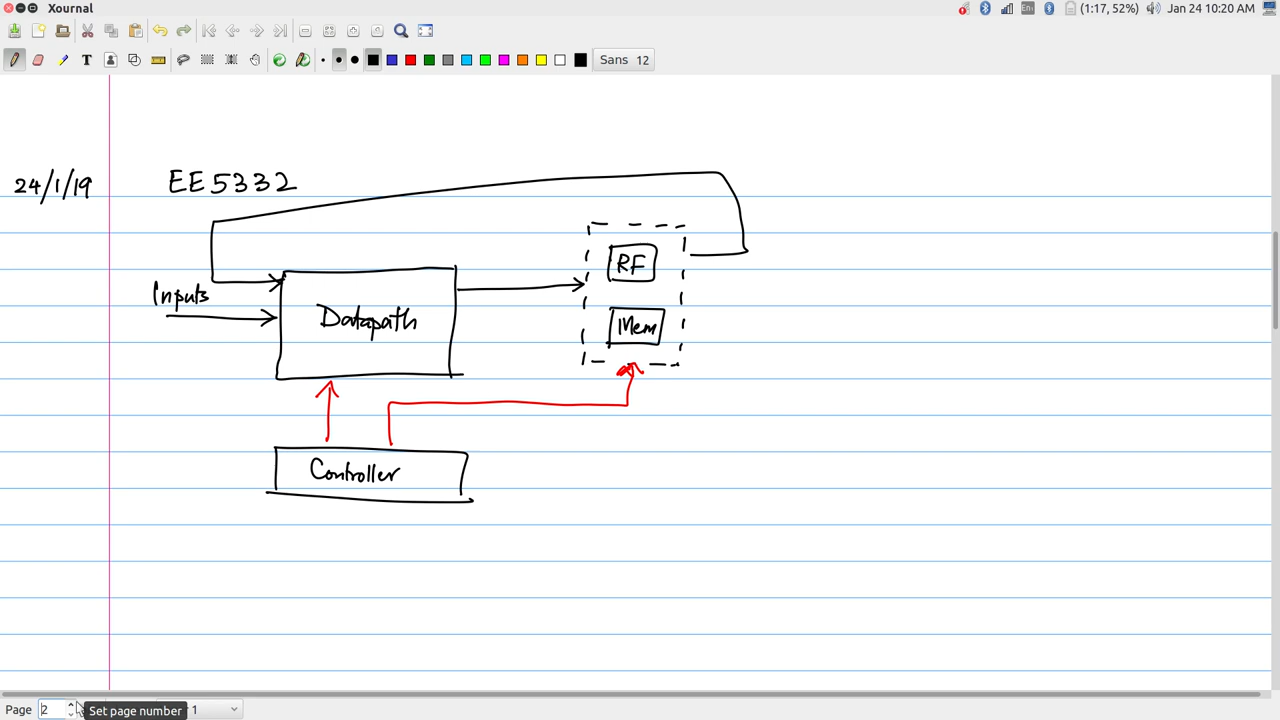 Xournal
(1:17, 52%)
Jan 24 10:20 AM
En
Sans 12
24/1/19
EE5332
RF
Inputs
Datapath
Mem
Controller
Page 2
Set page number
1